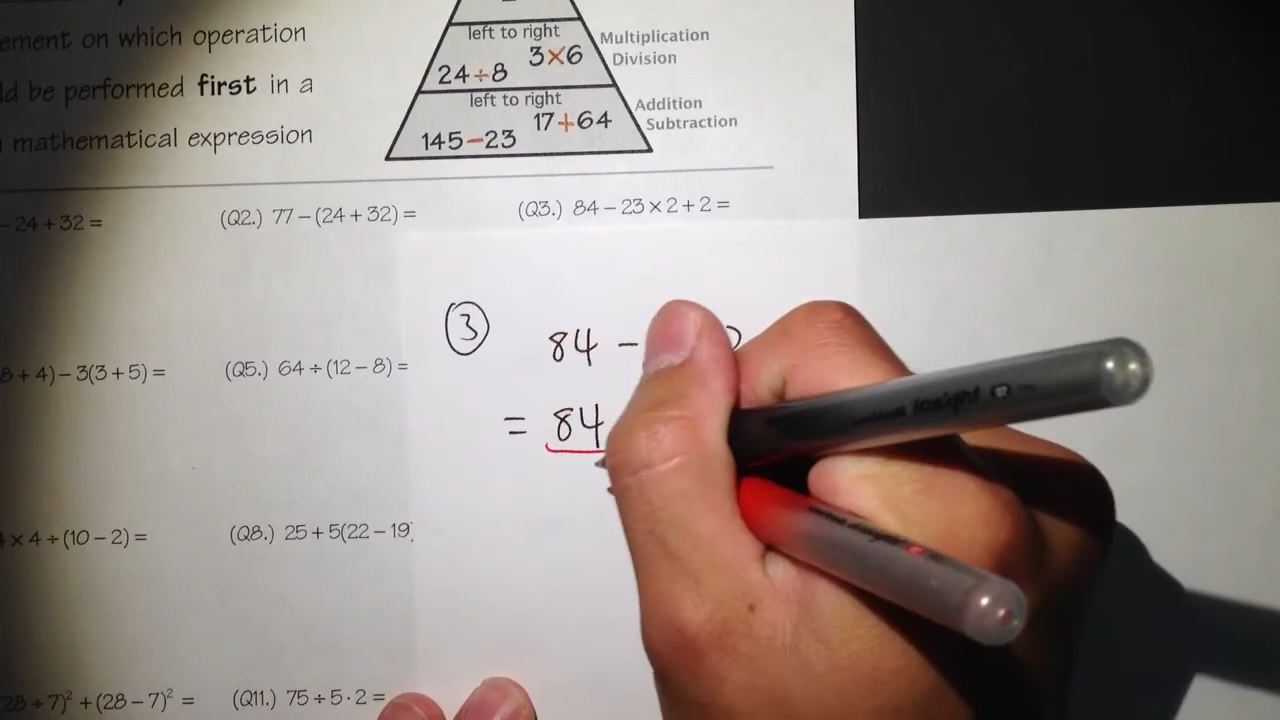 left to right
ement on which operation
3×6
Multiplication
Division
24÷8
ld be performed first in a
left to right
Addition
17+64
Subtraction
mathematical expression
145−23
−24+32=
(Q2.) 77−(24+32)=
(Q3.) 84−23×2+2=
3
84 −
8+4)−3(3+5)=
(Q5.) 64÷(12−8)=
= 84
×4÷(10−2)=
(Q8.) 25+5(22−19
28÷7)²+(28−7)²=
(Q11.) 75÷5·2=